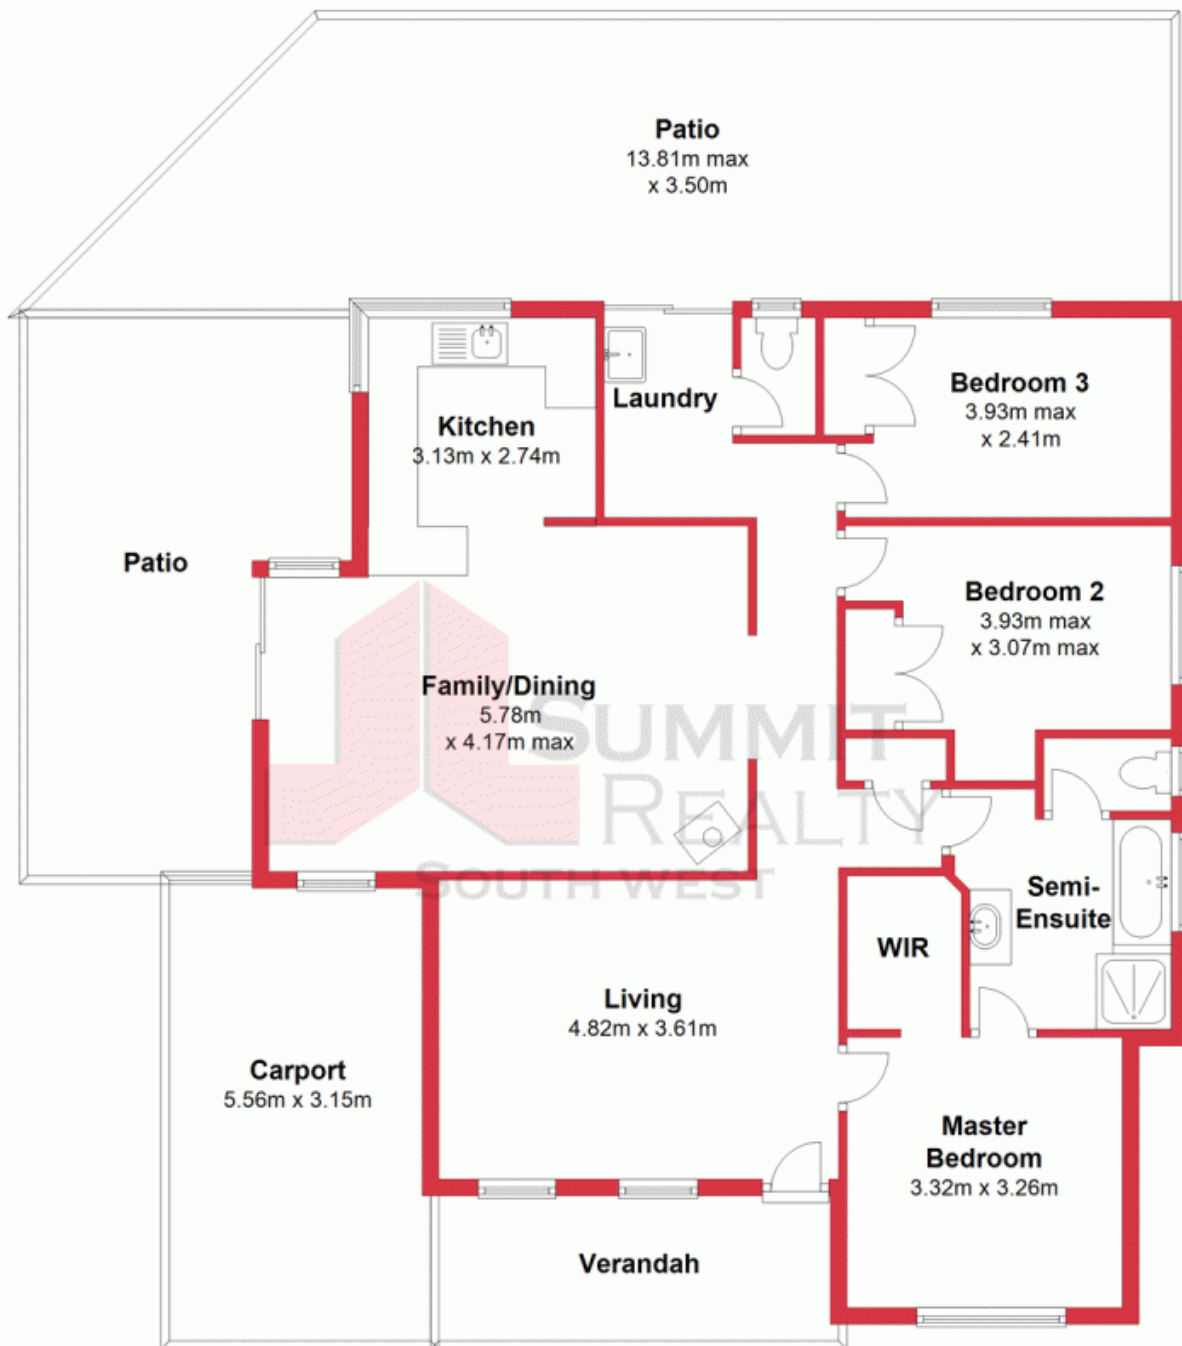 Patio
13.81m max
x 3.50m
Bedroom 3
3.93m max
x 2.41m
Laundry
Kitchen
3.13m x 2.74m
Patio
Bedroom 2
3.93m max
x 3.07m max
Family/Dining
5.78m
x 4.17m max
SUMMIT
REALTY
SOUTH WEST
Semi-
Ensuite
WIR
Living
4.82m x 3.61m
Carport
5.56m x 3.15m
Master
Bedroom
3.32m x 3.26m
Verandah